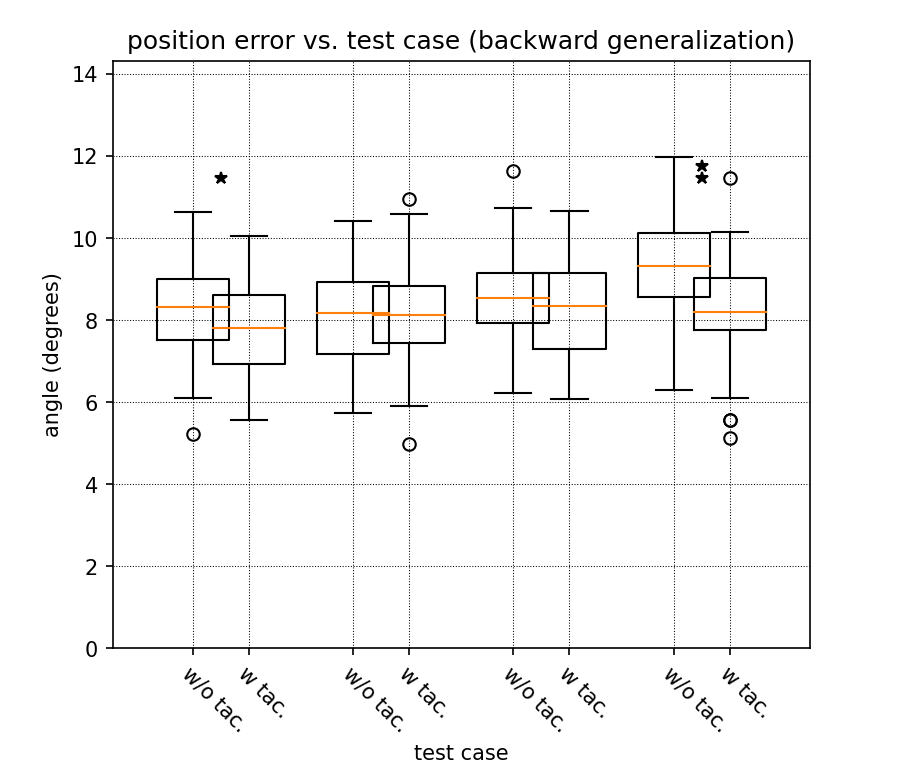 position error vs. test case (backward generalization)
14
12
10
8
6
4
2
0
angle (degrees)
w/o tac.
w tac.
w/o tac.
w tac.
w/o tac.
w tac.
w/o tac.
w tac.
test case